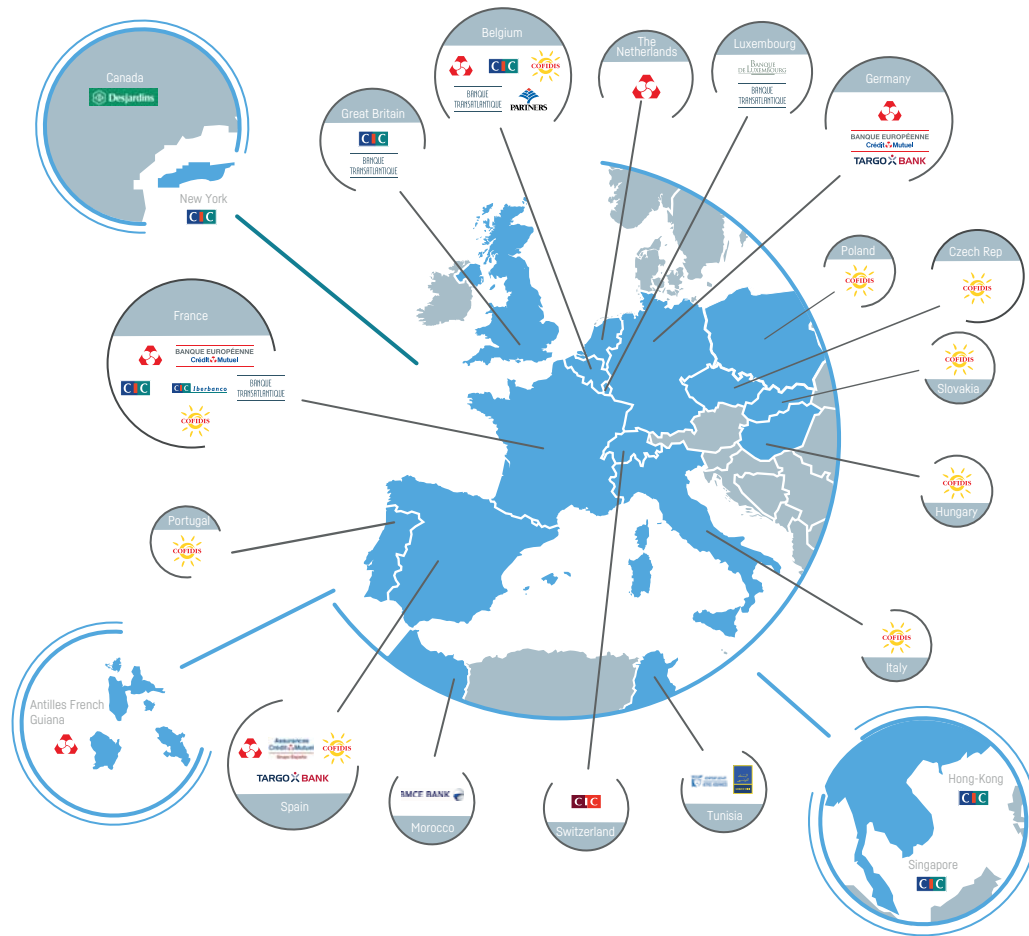 Canada
Desjardins
New York
CIC
Great Britain
CIC
BANQUE
TRANSATLANTIQUE
Belgium
CIC
COFIDIS
BANQUE
TRANSATLANTIQUE
PARTNERS
The
Netherlands
Luxembourg
BANQUE
DE LUXEMBOURG
BANQUE
TRANSATLANTIQUE
Germany
BANQUE EUROPÉENNE
Crédit Mutuel
TARGO BANK
Poland
COFIDIS
Czech Rep
COFIDIS
COFIDIS
Slovakia
COFIDIS
Hungary
COFIDIS
Italy
France
BANQUE EUROPÉENNE
Crédit Mutuel
CIC
CIC Iberbanco
BANQUE
TRANSATLANTIQUE
COFIDIS
Portugal
COFIDIS
Antilles French
Guiana
Assurances
Crédit Mutuel
COFIDIS
TARGO BANK
Spain
BMCE BANK
Morocco
CIC
Switzerland
Tunisia
Hong-Kong
CIC
Singapore
CIC